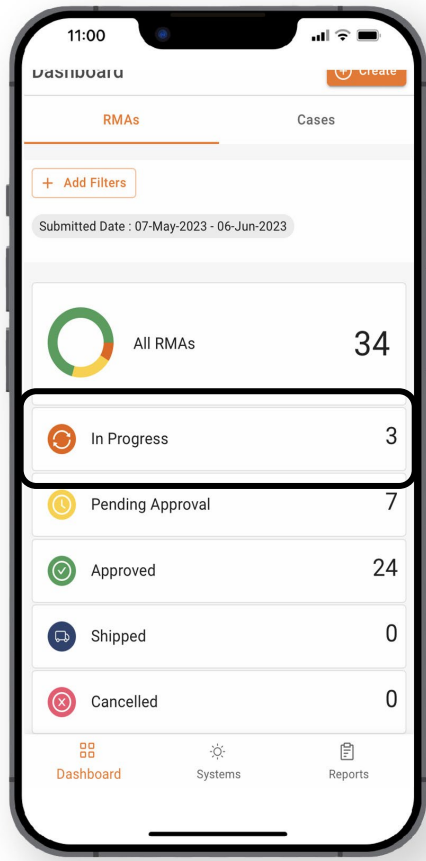 11:00
Dashboard
Create
RMAs Cases
+ Add Filters
Submitted Date : 07-May-2023 - 06-Jun-2023
All RMAs 34
In Progress 3
Pending Approval 7
Approved 24
Shipped 0
Cancelled 0
Dashboard Systems Reports